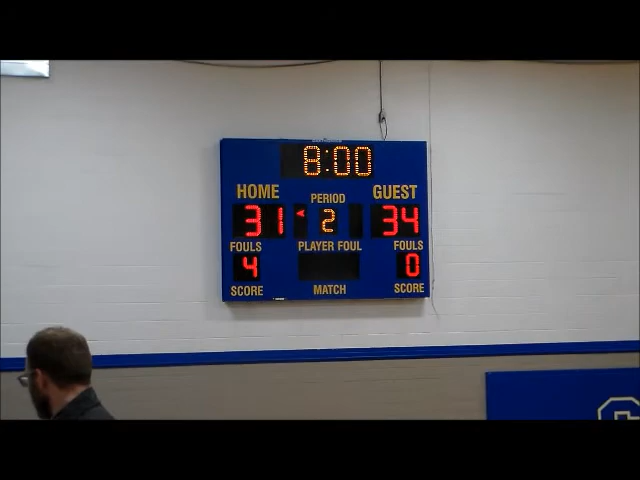 8:00
HOME PERIOD GUEST
31 2 34
FOULS PLAYER FOUL FOULS
4 0
SCORE MATCH SCORE